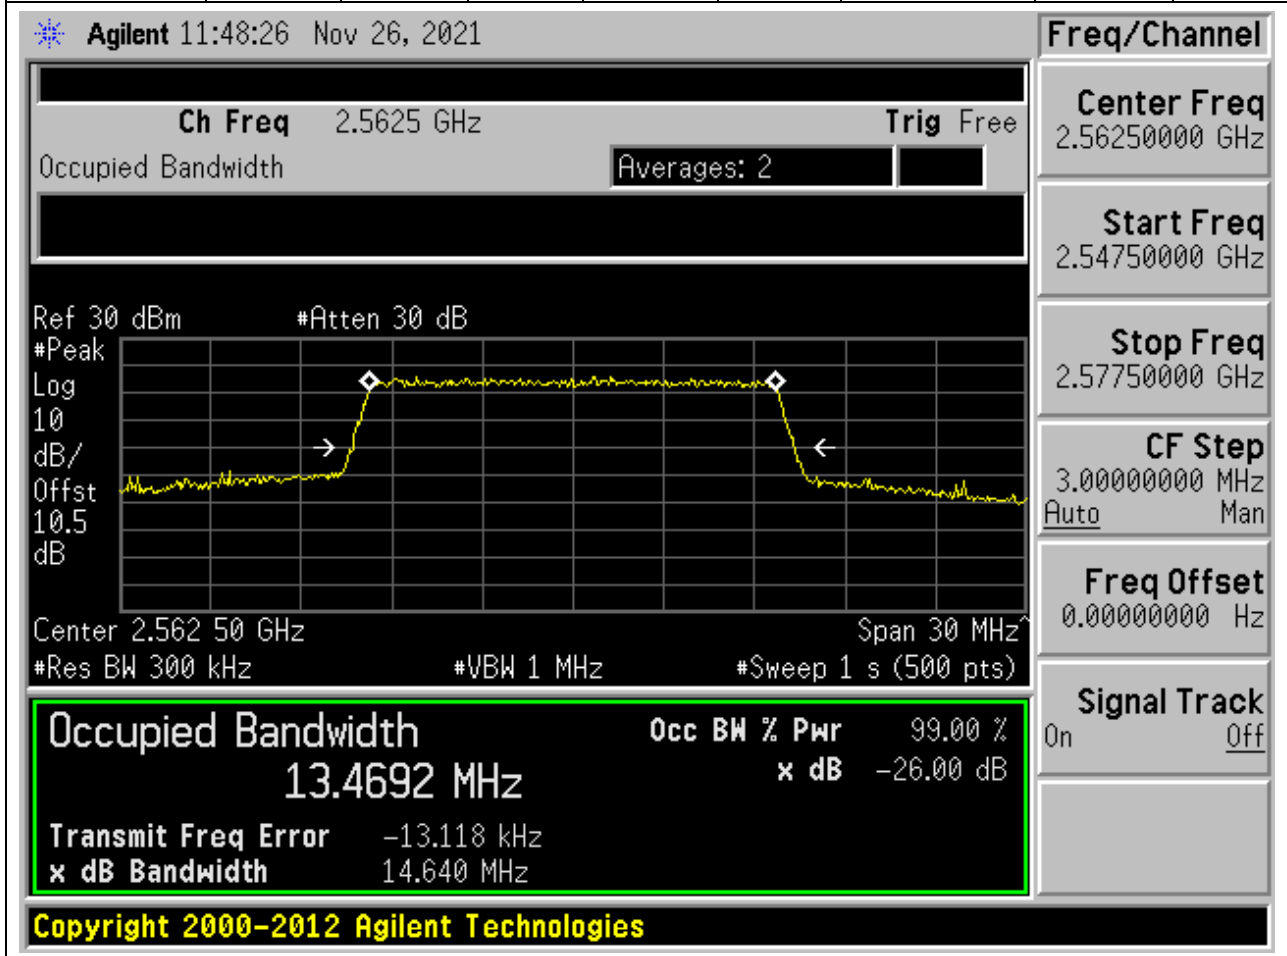 Agilent 11:48:26 Nov 26, 2021
Freq/Channel
Ch Freq 2.5625 GHz Trig Free
Occupied Bandwidth Averages: 2
Ref 30 dBm #Atten 30 dB
#Peak
Log
10
dB/
Offst
10.5
dB
Center 2.562 50 GHz Span 30 MHz^
#Res BW 300 kHz #VBW 1 MHz #Sweep 1 s (500 pts)
Occupied Bandwidth Occ BW % Pwr 99.00 %
13.4692 MHz x dB -26.00 dB
Transmit Freq Error -13.118 kHz
x dB Bandwidth 14.640 MHz
Center Freq
2.56250000 GHz
Start Freq
2.54750000 GHz
Stop Freq
2.57750000 GHz
CF Step
3.00000000 MHz
Auto Man
Freq Offset
0.00000000 Hz
Signal Track
On Off
Copyright 2000-2012 Agilent Technologies